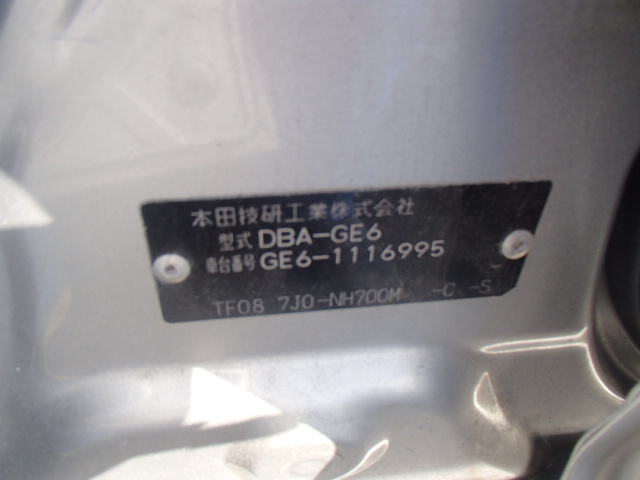 本田技研工業株式会社
型式 DBA-GE6
車台番号 GE6-1116995
TF08 7J0-NH700M -C -S